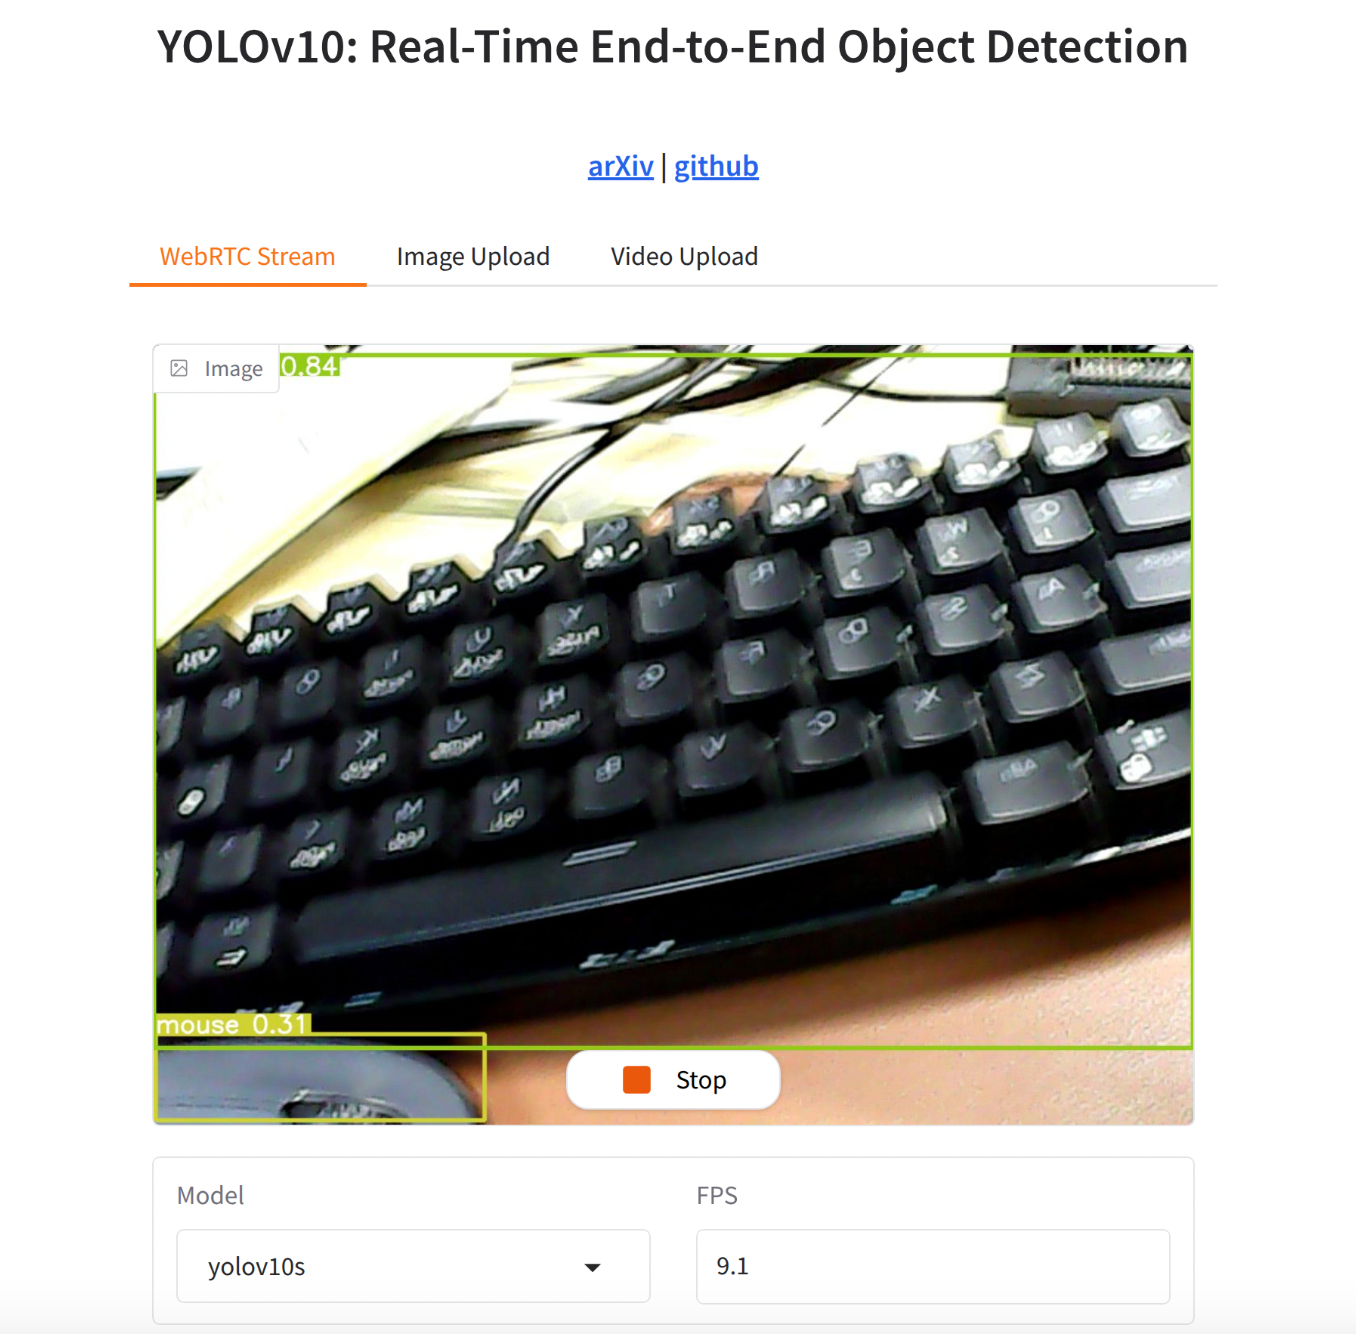 YOLOv10: Real-Time End-to-End Object Detection
arXiv | github
WebRTC Stream Image Upload Video Upload
Image 0.84
W
E
R
T
Y
U
A
F
H
X
V
B
N
M
mouse 0.31
Stop
Model FPS
yolov10s 9.1